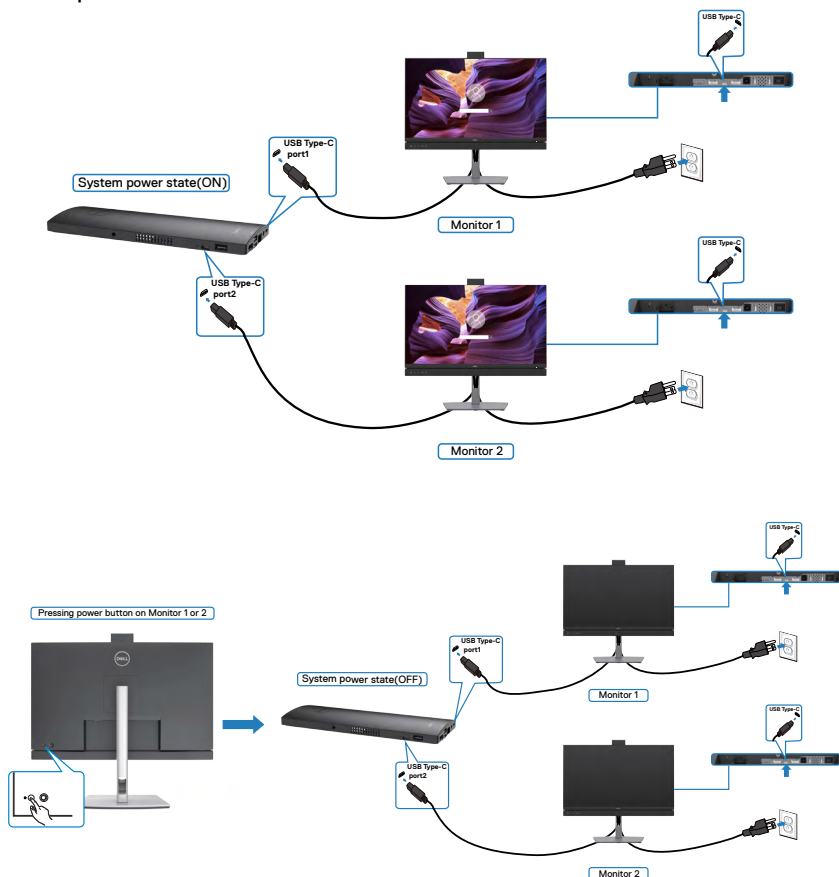 USB Type-C
USB Type-C
port1
System power state(ON)
Monitor 1
USB Type-C
USB Type-C
port2
Monitor 2
USB Type-C
Pressing power button on Monitor 1 or 2
DELL
USB Type-C
port1
System power state(OFF)
Monitor 1
USB Type-C
USB Type-C
port2
Monitor 2